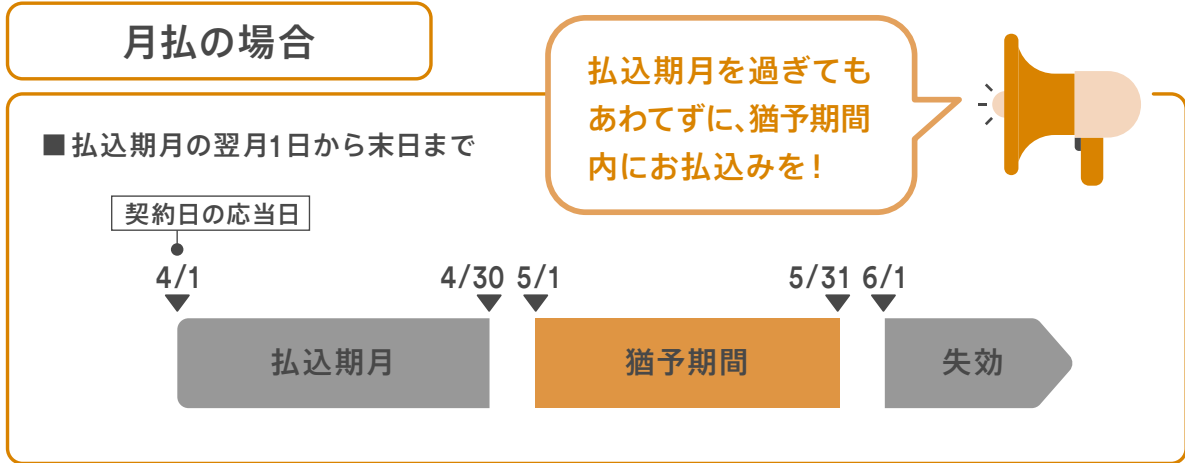 月払の場合
払込期月を過ぎても
あわてずに、猶予期間
内にお払込みを！
■払込期月の翌月1日から末日まで
契約日の応当日
4/1 4/30 5/1 5/31 6/1
払込期月 猶予期間 失効